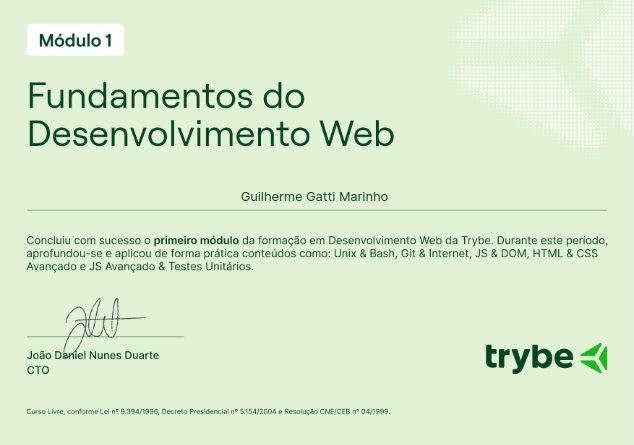 Módulo 1
Fundamentos do
Desenvolvimento Web
Guilherme Gatti Marinho
Concluiu com sucesso o primeiro módulo da formação em Desenvolvimento Web da Trybe. Durante este período,
aprofundou-se e aplicou de forma prática conteúdos como: Unix & Bash, Git & Internet, JS & DOM, HTML & CSS
Avançado e JS Avançado & Testes Unitários.
João Daniel Nunes Duarte
CTO
trybe
Curso Livre, conforme Lei nº 9.394/1996, Decreto Presidencial nº 5.154/2004 e Resolução CNE/CEB nº 04/1999.